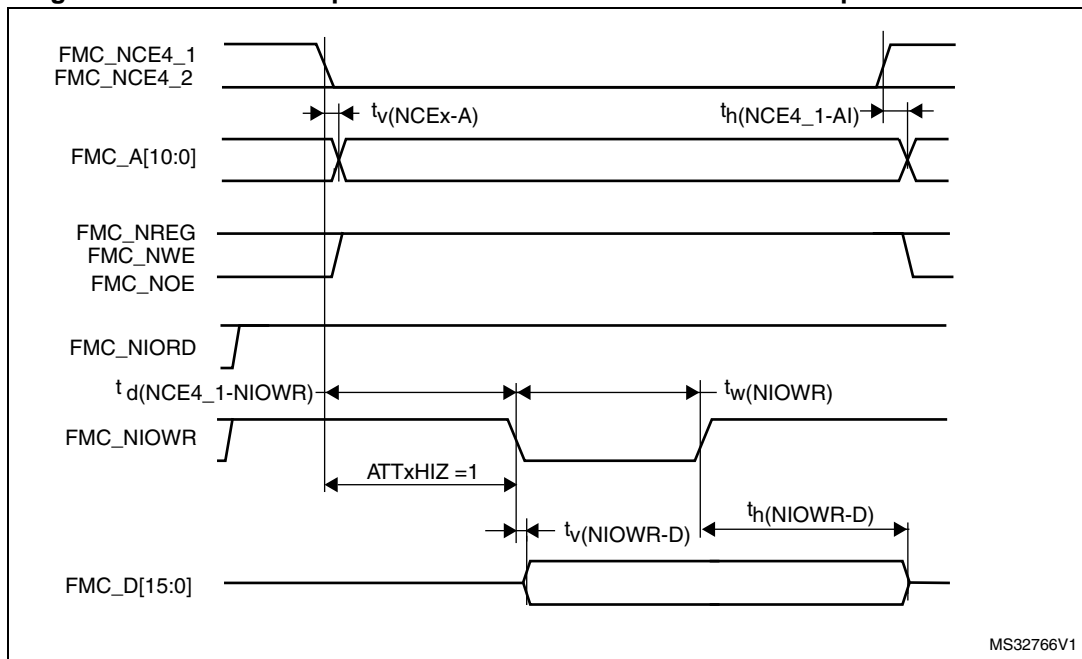 FMC_NCE4_1
FMC_NCE4_2
tv(NCEx-A)
th(NCE4_1-AI)
FMC_A[10:0]
FMC_NREG
FMC_NWE
FMC_NOE
FMC_NIORD
td(NCE4_1-NIOWR)
tw(NIOWR)
FMC_NIOWR
ATTxHIZ =1
th(NIOWR-D)
tv(NIOWR-D)
FMC_D[15:0]
MS32766V1